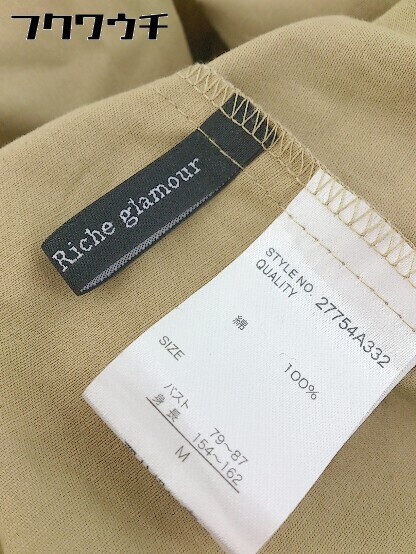 フクワウチ
Riche glamour
STYLE NO. 27754A332
QUALITY
綿 100%
SIZE
バスト 79~87
身長 154~162
M